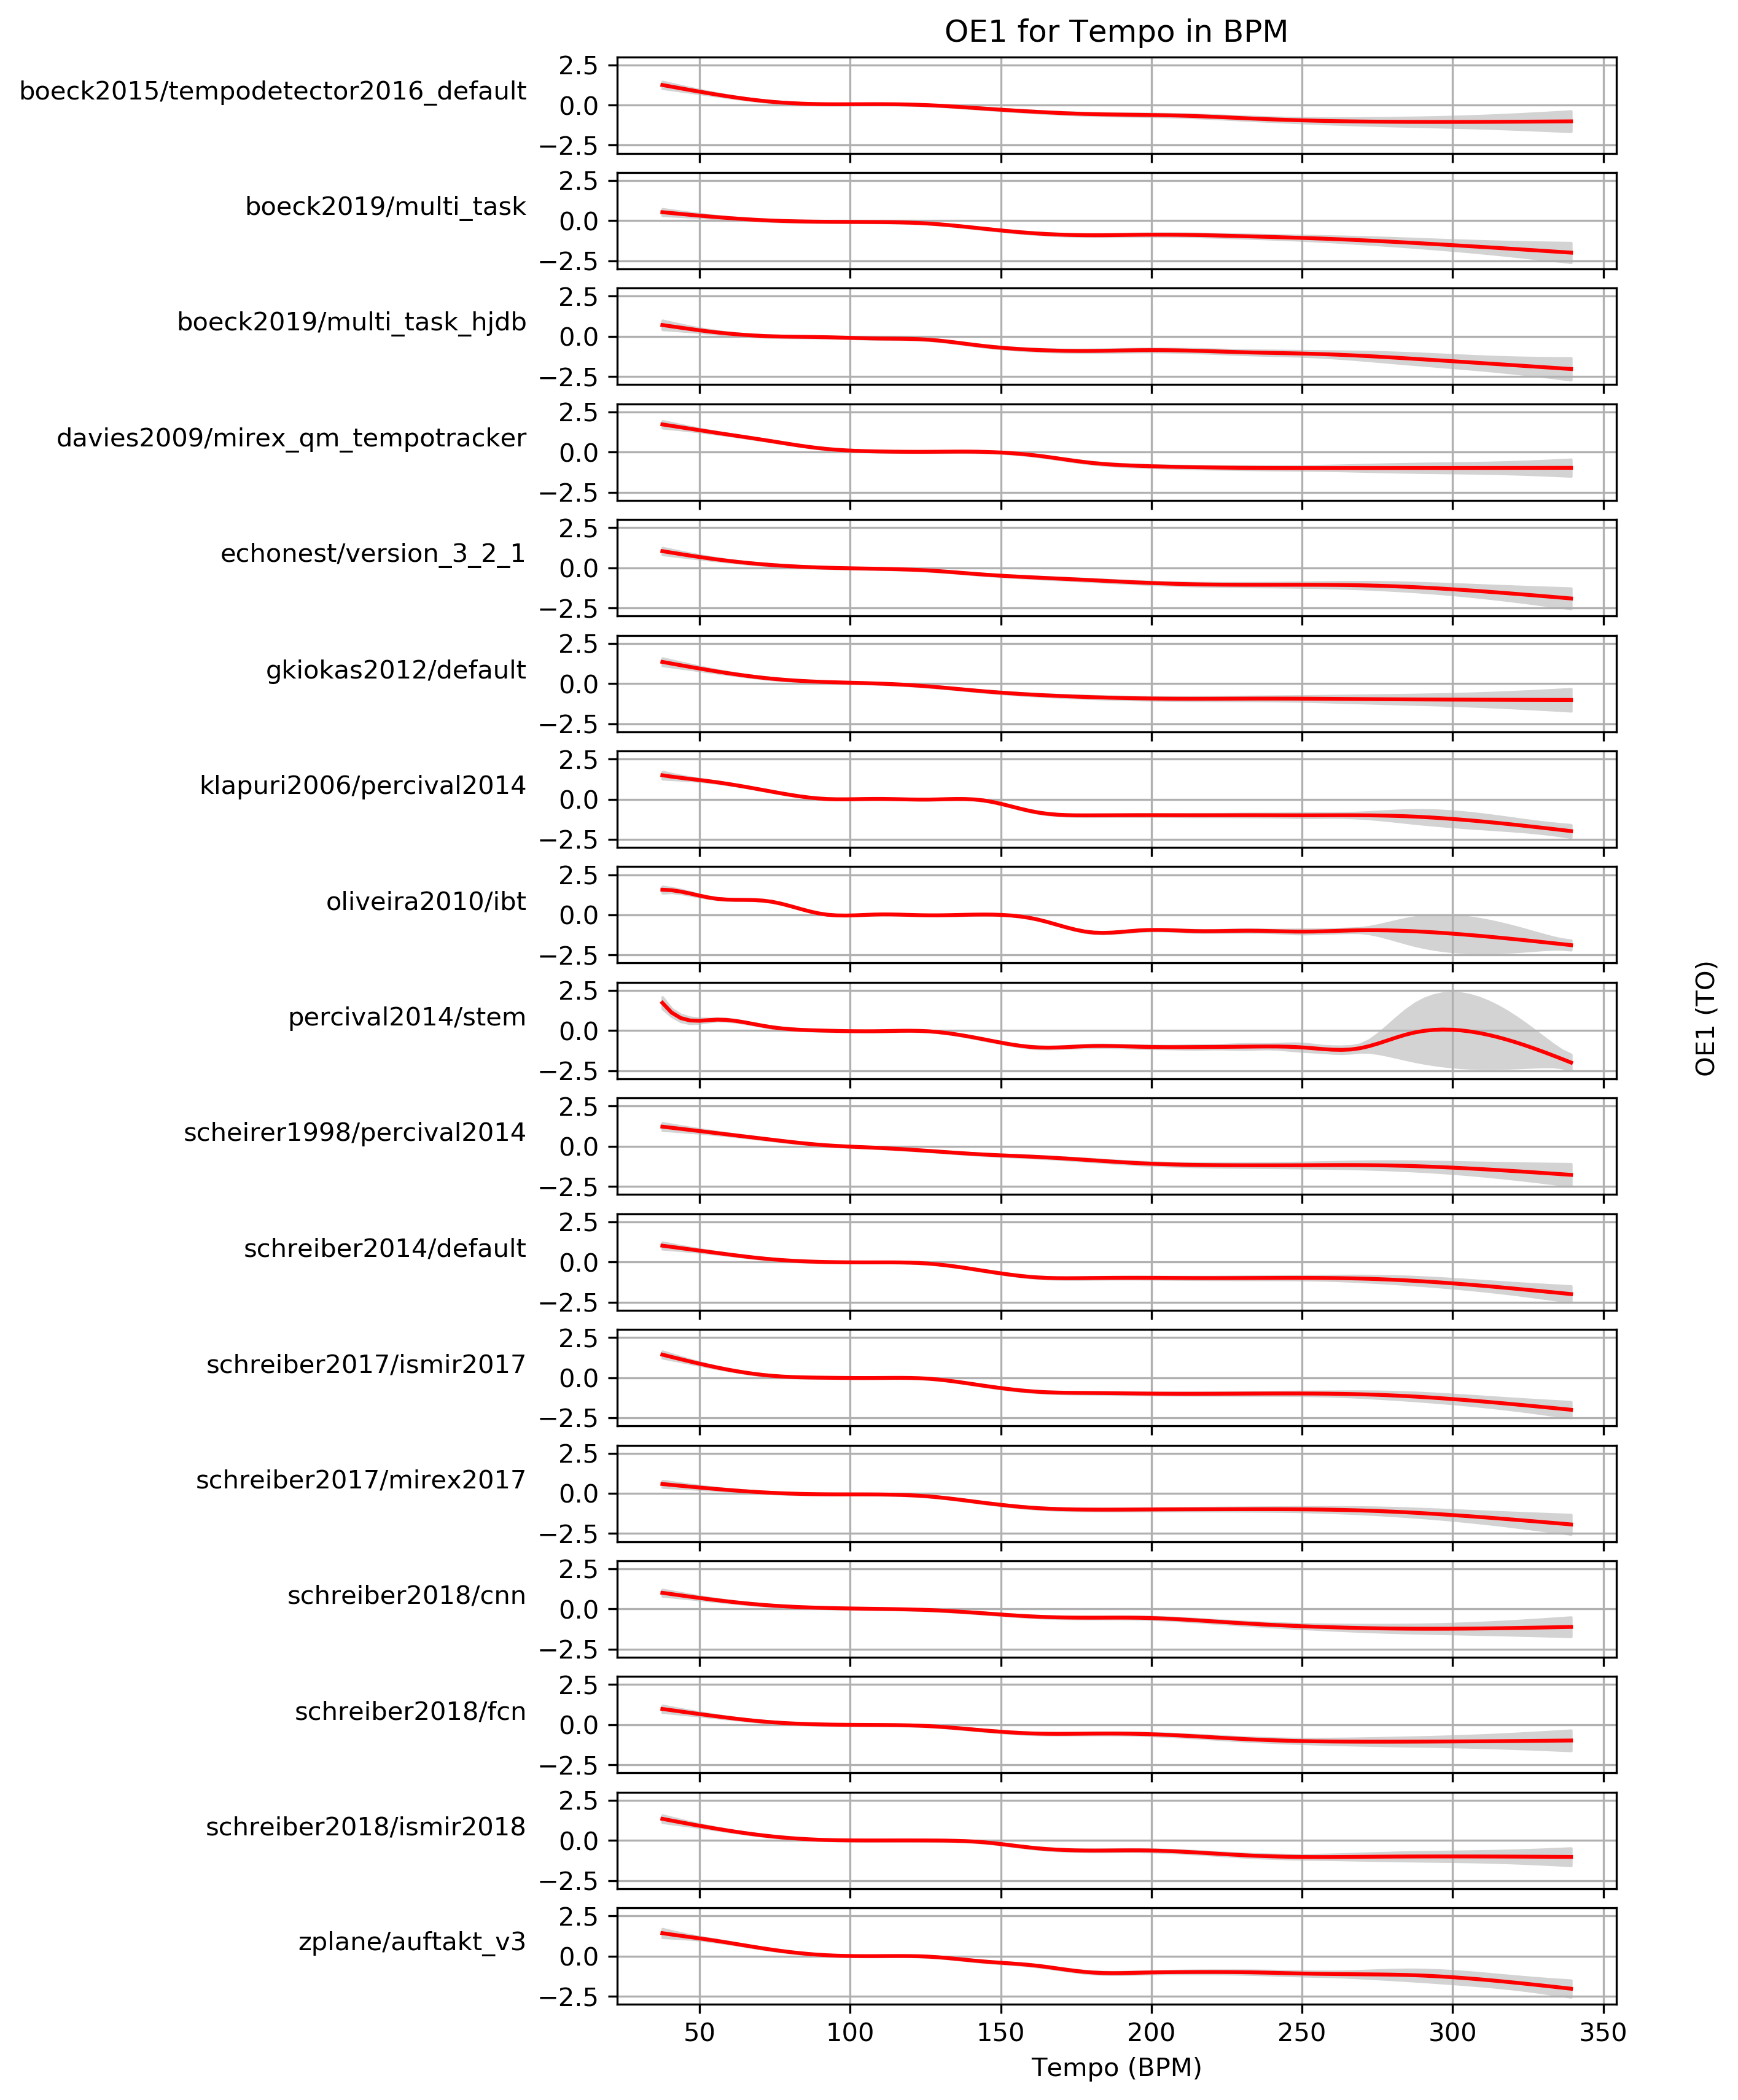 OE1 for Tempo in BPM
boeck2015/tempodetector2016_default
2.5
0.0
−2.5
boeck2019/multi_task
2.5
0.0
−2.5
boeck2019/multi_task_hjdb
2.5
0.0
−2.5
davies2009/mirex_qm_tempotracker
2.5
0.0
−2.5
echonest/version_3_2_1
2.5
0.0
−2.5
gkiokas2012/default
2.5
0.0
−2.5
klapuri2006/percival2014
2.5
0.0
−2.5
oliveira2010/ibt
2.5
0.0
−2.5
percival2014/stem
2.5
0.0
−2.5
OE1 (TO)
scheirer1998/percival2014
2.5
0.0
−2.5
schreiber2014/default
2.5
0.0
−2.5
schreiber2017/ismir2017
2.5
0.0
−2.5
schreiber2017/mirex2017
2.5
0.0
−2.5
schreiber2018/cnn
2.5
0.0
−2.5
schreiber2018/fcn
2.5
0.0
−2.5
schreiber2018/ismir2018
2.5
0.0
−2.5
zplane/auftakt_v3
2.5
0.0
−2.5
50 100 150 200 250 300 350
Tempo (BPM)